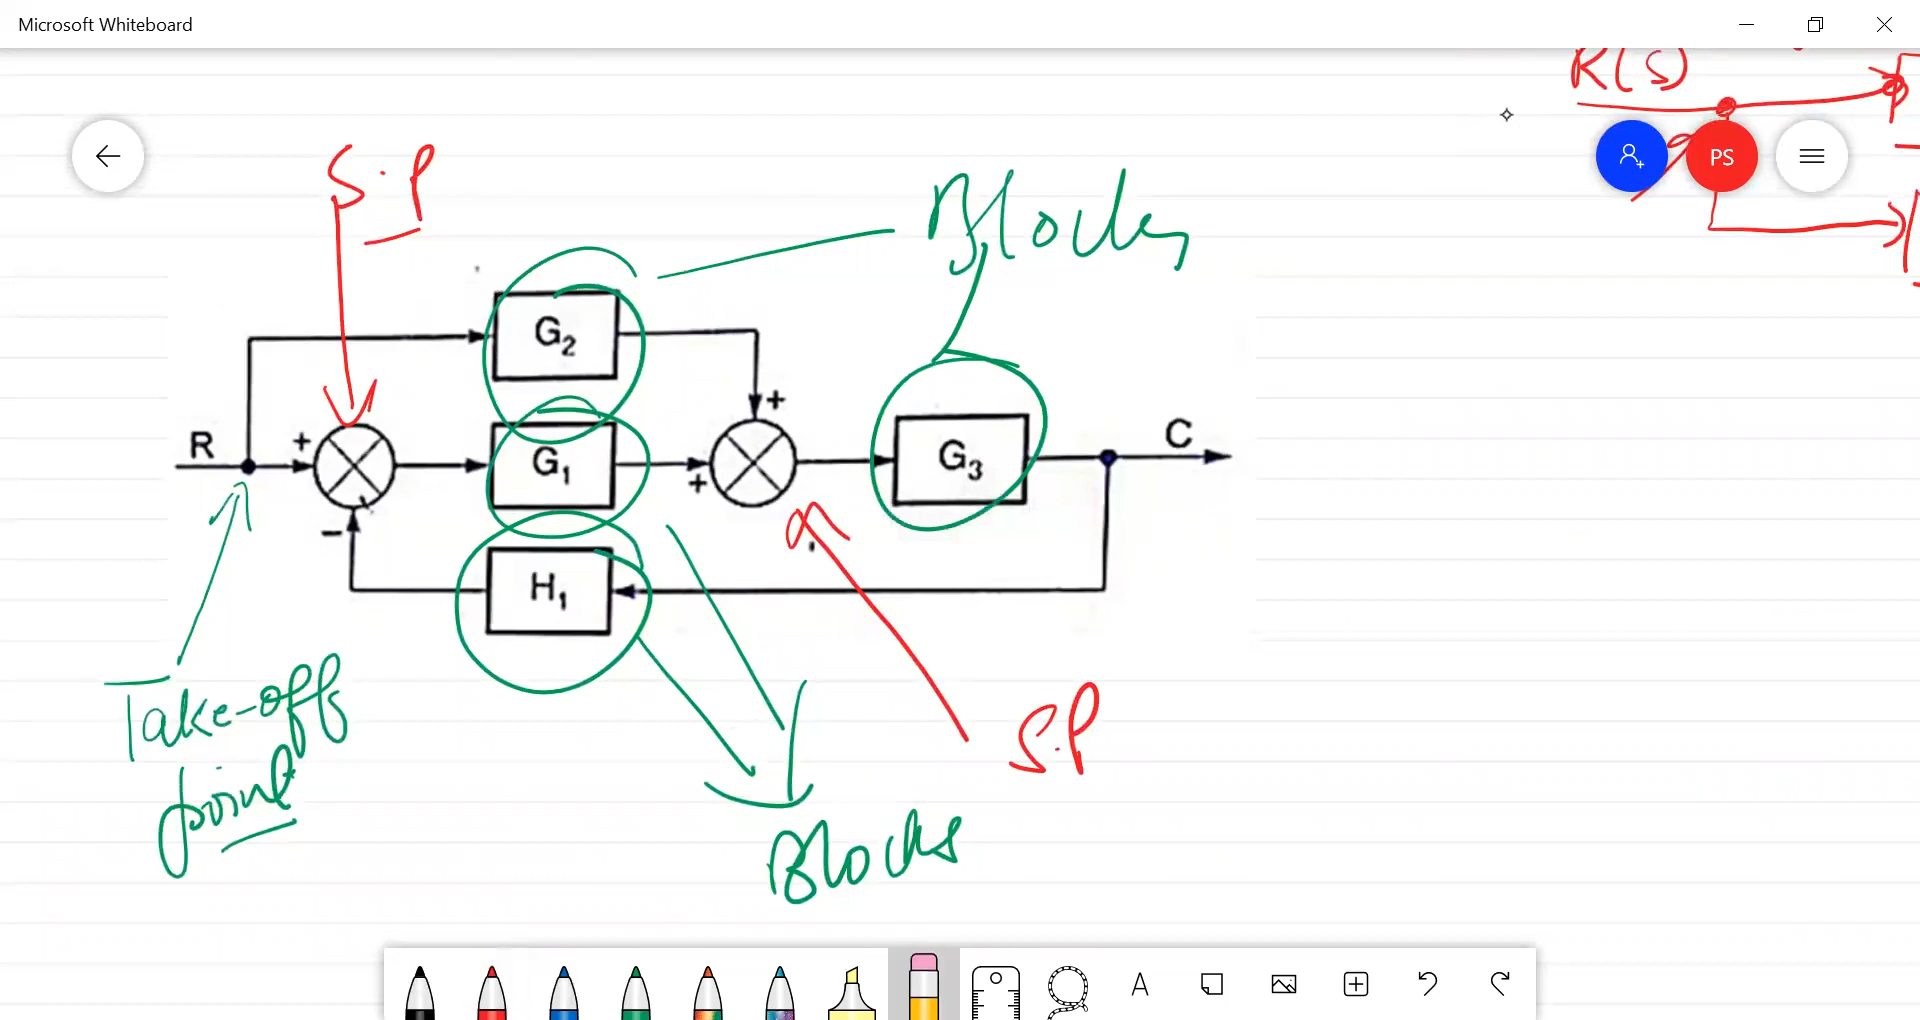 Microsoft Whiteboard
R(s)
PS
S.P
Blocks
G2
+
R
+
G1
+
G3
C
-
H1
Take-off
point
S.P
Blocks
A